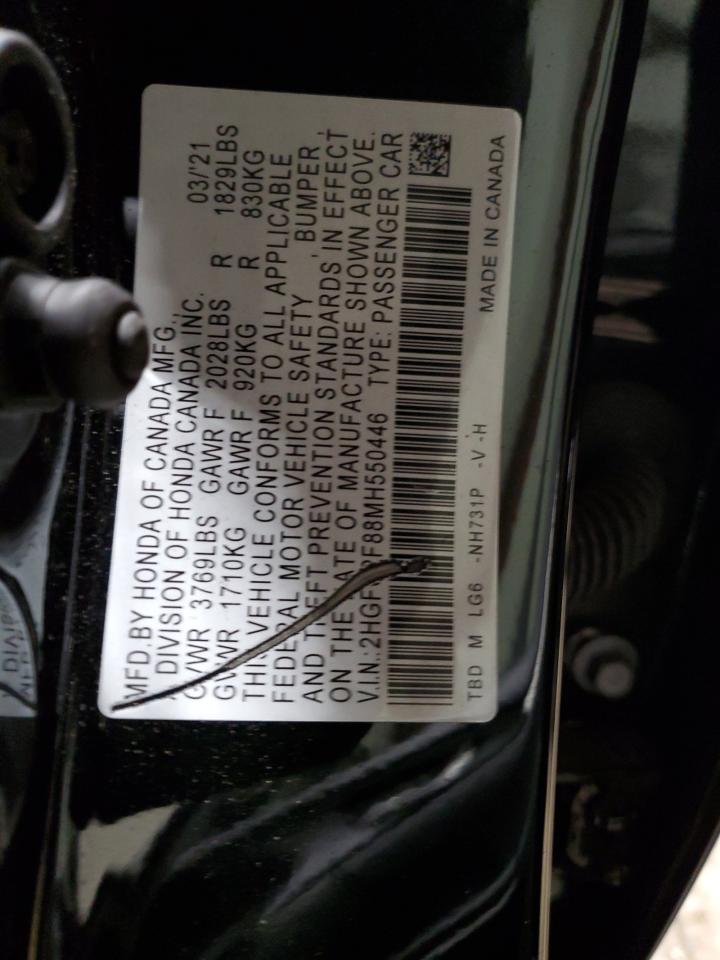 MFD.BY HONDA OF CANADA MFG.,
A DIVISION OF HONDA CANADA INC. 03/'21
GVWR 3769LBS GAWR F 2028LBS R 1829LBS
GVWR 1710KG GAWR F 920KG R 830KG
THIS VEHICLE CONFORMS TO ALL APPLICABLE
FEDERAL MOTOR VEHICLE SAFETY, BUMPER,
AND THEFT PREVENTION STANDARDS IN EFFECT
ON THE DATE OF MANUFACTURE SHOWN ABOVE.
V.I.N.: TYPE: PASSENGER CAR
TBD M LG6 -NH731P -V -H MADE IN CANADA